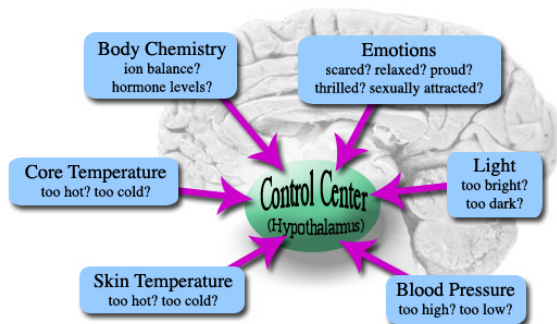 Body Chemistry
ion balance?
hormone levels?
Emotions
scared? relaxed? proud?
thrilled? sexually attracted?
Core Temperature
too hot? too cold?
Control Center
(Hypothalamus)
Light
too bright?
too dark?
Skin Temperature
too hot? too cold?
Blood Pressure
too high? too low?